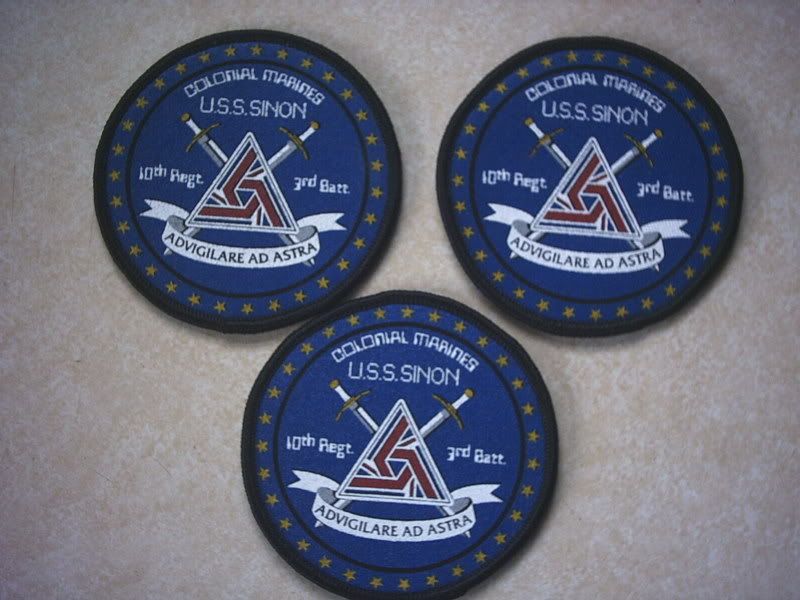 COLONIAL MARINES
U.S.S. SINON
10th Regt. 3rd Batt.
ADVIGILARE AD ASTRA
COLONIAL MARINES
U.S.S. SINON
10th Regt. 3rd Batt.
ADVIGILARE AD ASTRA
COLONIAL MARINES
U.S.S. SINON
10th Regt. 3rd Batt.
ADVIGILARE AD ASTRA